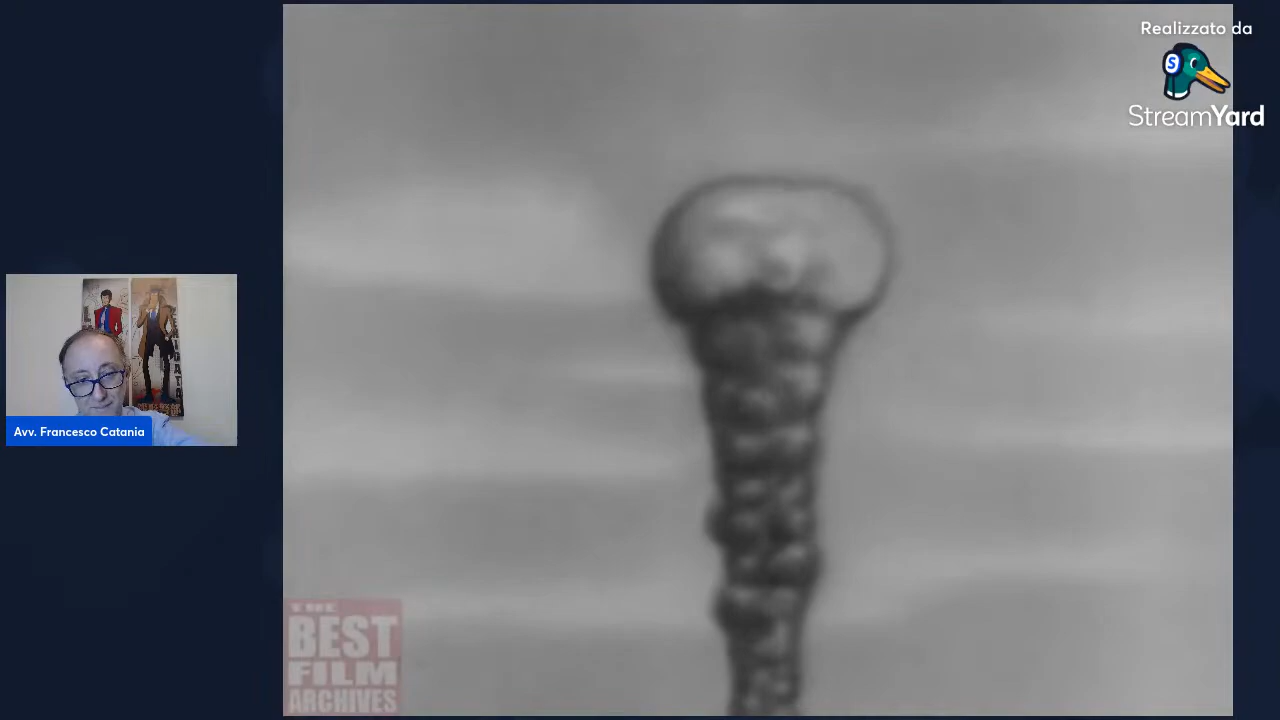 Realizzato da
S
StreamYard
Avv. Francesco Catania
THE
BEST
FILM
ARCHIVES